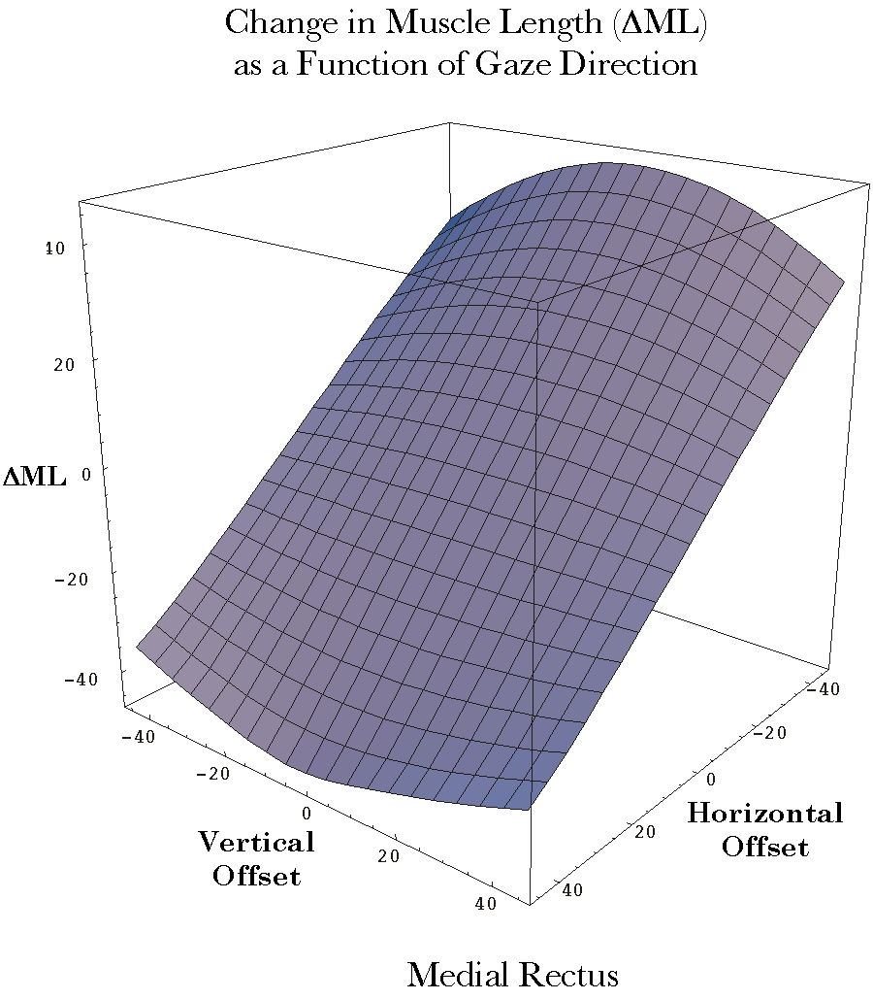 Change in Muscle Length (ΔML)
as a Function of Gaze Direction
10
20
ΔML 0
−20
−40
−40
−20
0
20
40
Vertical
Offset
−40
−20
0
20
40
Horizontal
Offset
Medial Rectus